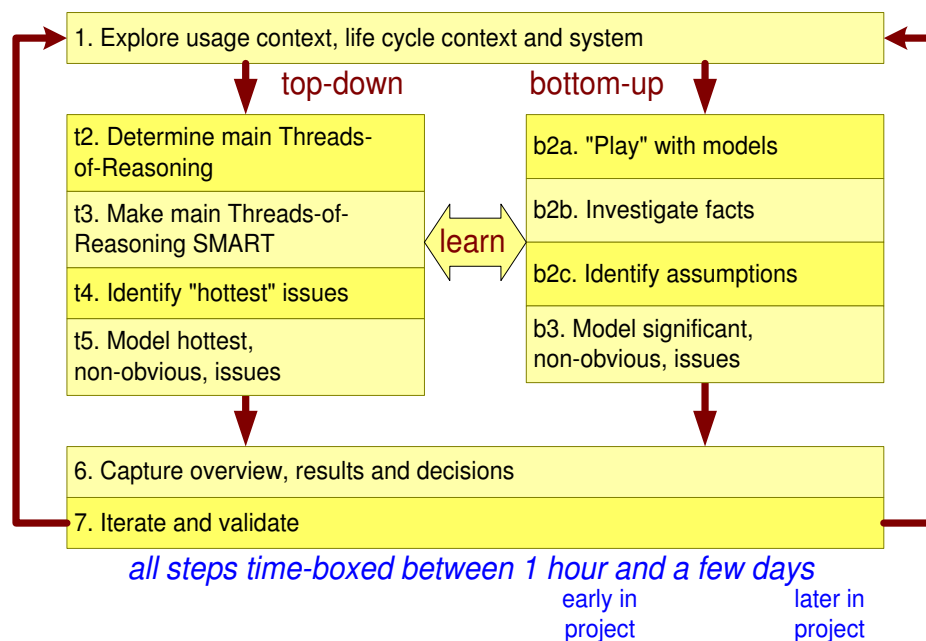 1. Explore usage context, life cycle context and system
top-down
bottom-up
t2. Determine main Threads-
of-Reasoning
t3. Make main Threads-of-
Reasoning SMART
t4. Identify "hottest" issues
t5. Model hottest,
non-obvious, issues
learn
b2a. "Play" with models
b2b. Investigate facts
b2c. Identify assumptions
b3. Model significant,
non-obvious, issues
6. Capture overview, results and decisions
7. Iterate and validate
all steps time-boxed between 1 hour and a few days
early in
project
later in
project